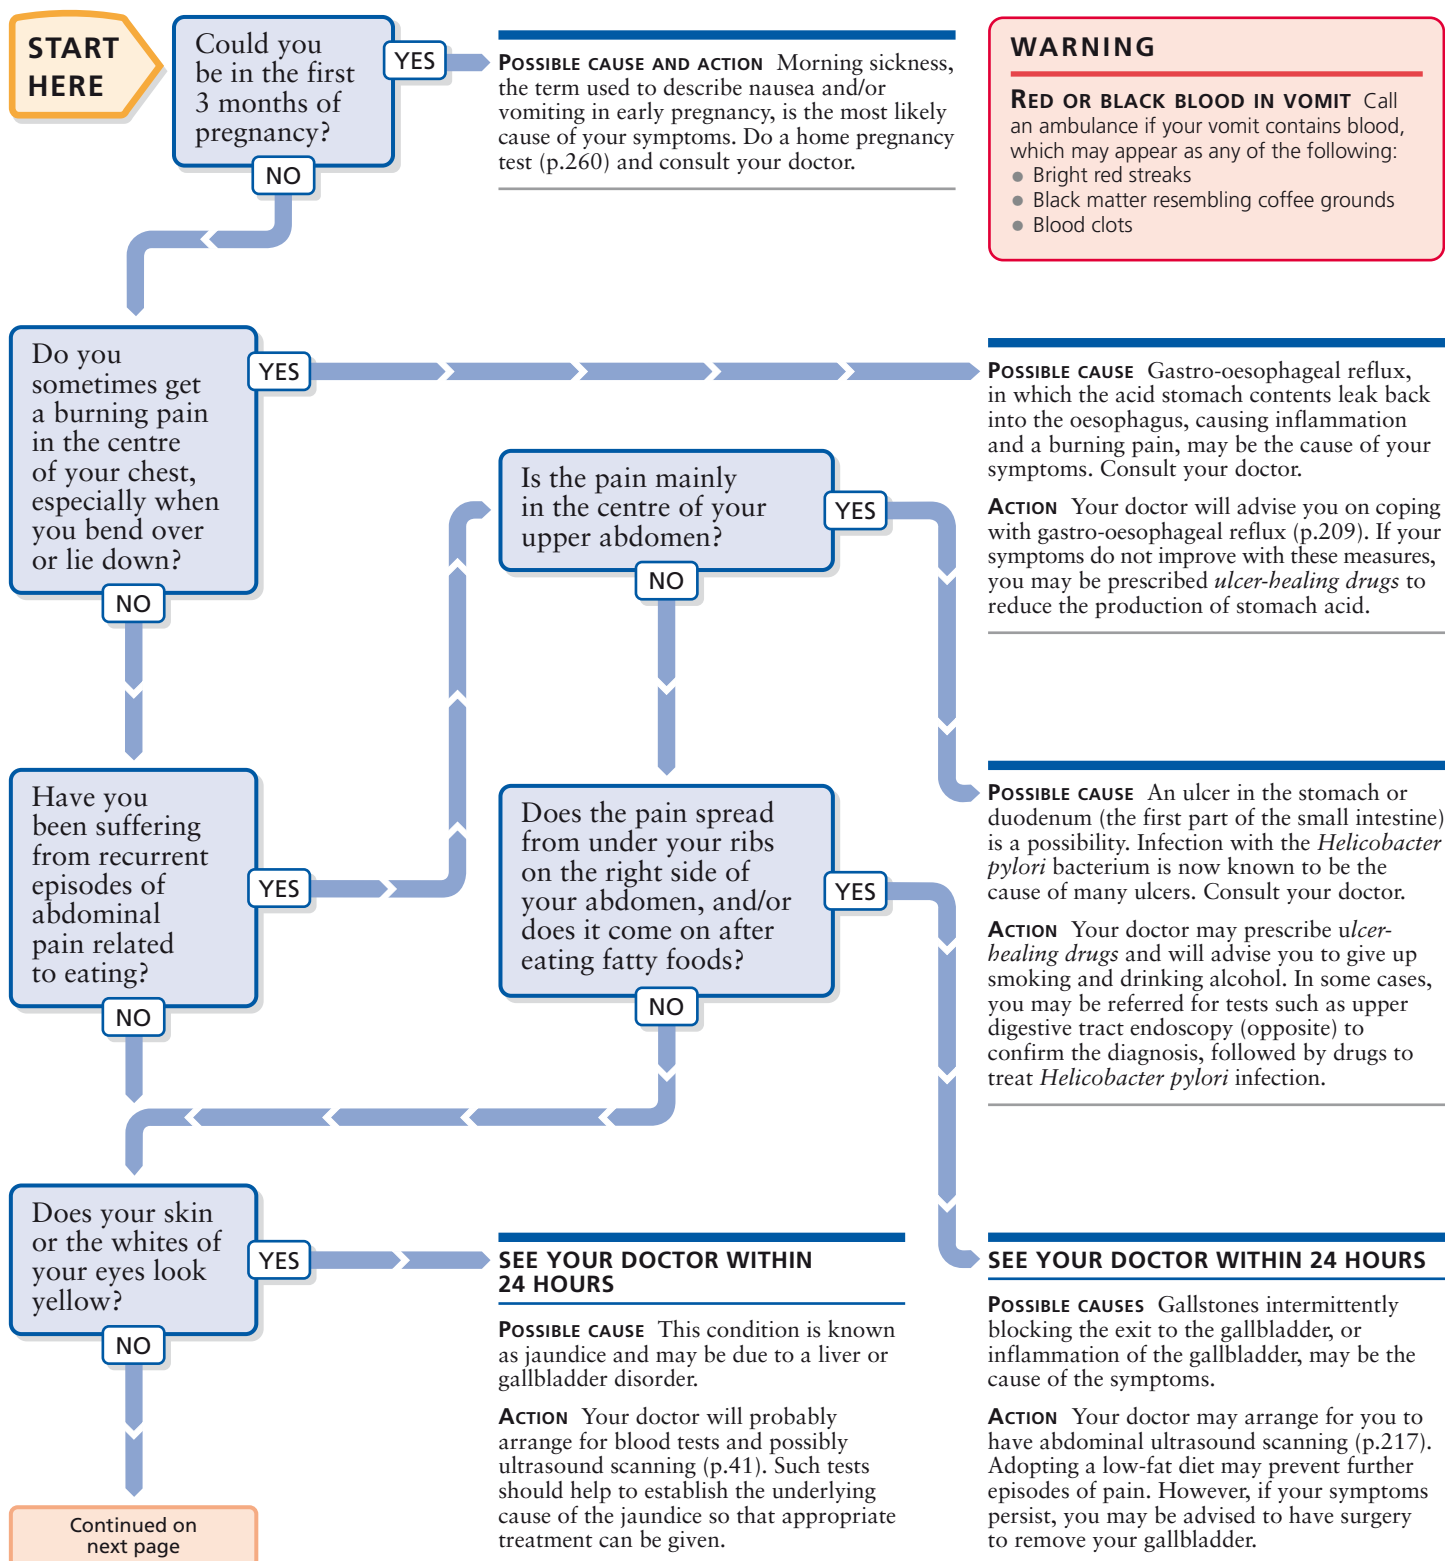 START
HERE
Could you
be in the first
3 months of
pregnancy?
YES
NO
POSSIBLE CAUSE AND ACTION Morning sickness,
the term used to describe nausea and/or
vomiting in early pregnancy, is the most likely
cause of your symptoms. Do a home pregnancy
test (p.260) and consult your doctor.
WARNING
RED OR BLACK BLOOD IN VOMIT Call
an ambulance if your vomit contains blood,
which may appear as any of the following:
● Bright red streaks
● Black matter resembling coffee grounds
● Blood clots
Do you
sometimes get
a burning pain
in the centre
of your chest,
especially when
you bend over
or lie down?
YES
NO
POSSIBLE CAUSE Gastro-oesophageal reflux,
in which the acid stomach contents leak back
into the oesophagus, causing inflammation
and a burning pain, may be the cause of your
symptoms. Consult your doctor.
ACTION Your doctor will advise you on coping
with gastro-oesophageal reflux (p.209). If your
symptoms do not improve with these measures,
you may be prescribed ulcer-healing drugs to
reduce the production of stomach acid.
Is the pain mainly
in the centre of your
upper abdomen?
YES
NO
Have you
been suffering
from recurrent
episodes of
abdominal
pain related
to eating?
YES
NO
Does the pain spread
from under your ribs
on the right side of
your abdomen, and/or
does it come on after
eating fatty foods?
YES
NO
POSSIBLE CAUSE An ulcer in the stomach or
duodenum (the first part of the small intestine)
is a possibility. Infection with the Helicobacter
pylori bacterium is now known to be the
cause of many ulcers. Consult your doctor.
ACTION Your doctor may prescribe ulcer-
healing drugs and will advise you to give up
smoking and drinking alcohol. In some cases,
you may be referred for tests such as upper
digestive tract endoscopy (opposite) to
confirm the diagnosis, followed by drugs to
treat Helicobacter pylori infection.
Does your skin
or the whites of
your eyes look
yellow?
YES
NO
SEE YOUR DOCTOR WITHIN
24 HOURS
POSSIBLE CAUSE This condition is known
as jaundice and may be due to a liver or
gallbladder disorder.
ACTION Your doctor will probably
arrange for blood tests and possibly
ultrasound scanning (p.41). Such tests
should help to establish the underlying
cause of the jaundice so that appropriate
treatment can be given.
SEE YOUR DOCTOR WITHIN 24 HOURS
POSSIBLE CAUSES Gallstones intermittently
blocking the exit to the gallbladder, or
inflammation of the gallbladder, may be the
cause of the symptoms.
ACTION Your doctor may arrange for you to
have abdominal ultrasound scanning (p.217).
Adopting a low-fat diet may prevent further
episodes of pain. However, if your symptoms
persist, you may be advised to have surgery
to remove your gallbladder.
Continued on
next page